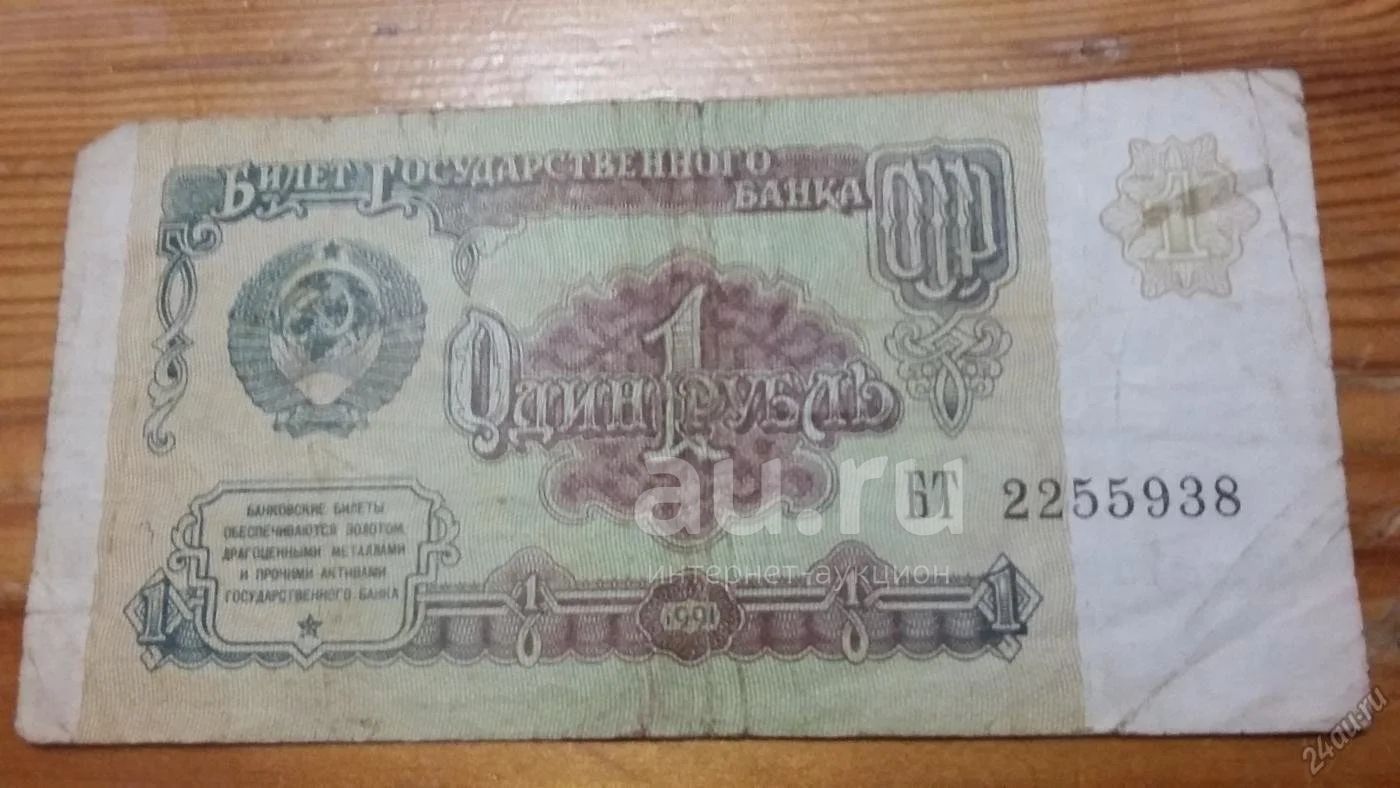 Билет Государственного
Банка
СССР
1
1
Один Рубль
БТ 2255938
Банковские билеты
обеспечиваются золотом,
драгоценными металлами
и прочими активами
Государственного банка
1
1
1991
1
1
au.ru
интернет-аукцион
24au.ru